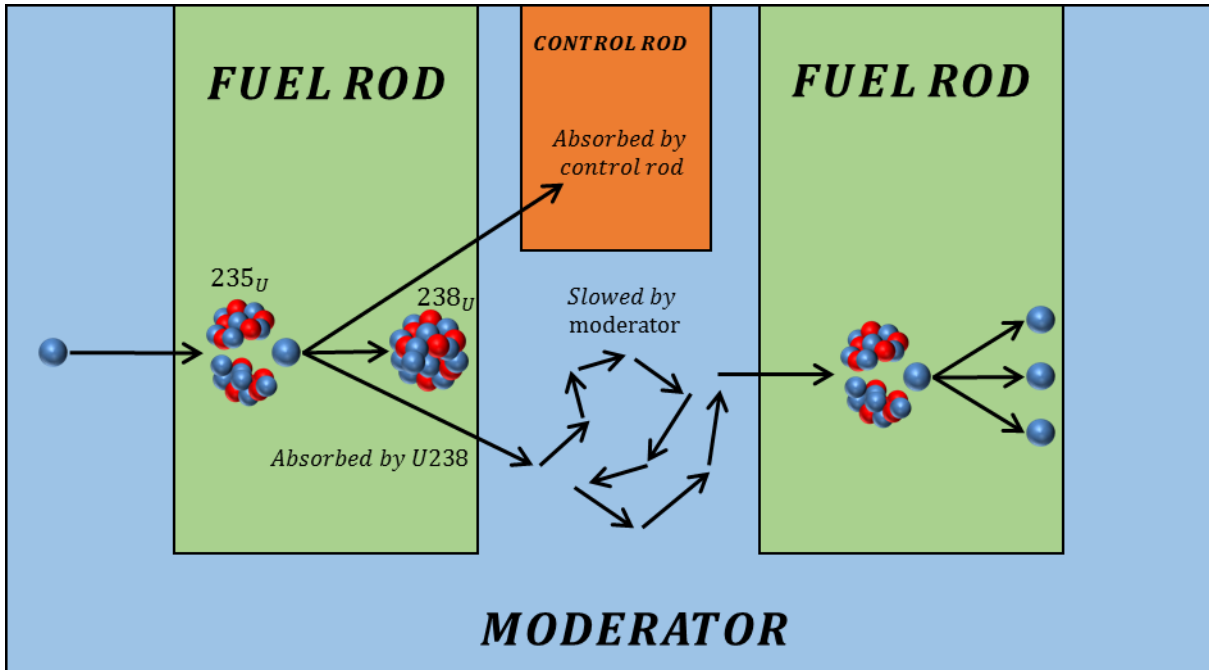 CONTROL ROD
FUEL ROD
FUEL ROD
Absorbed by
control rod
235U
238U
Slowed by
moderator
Absorbed by U238
MODERATOR